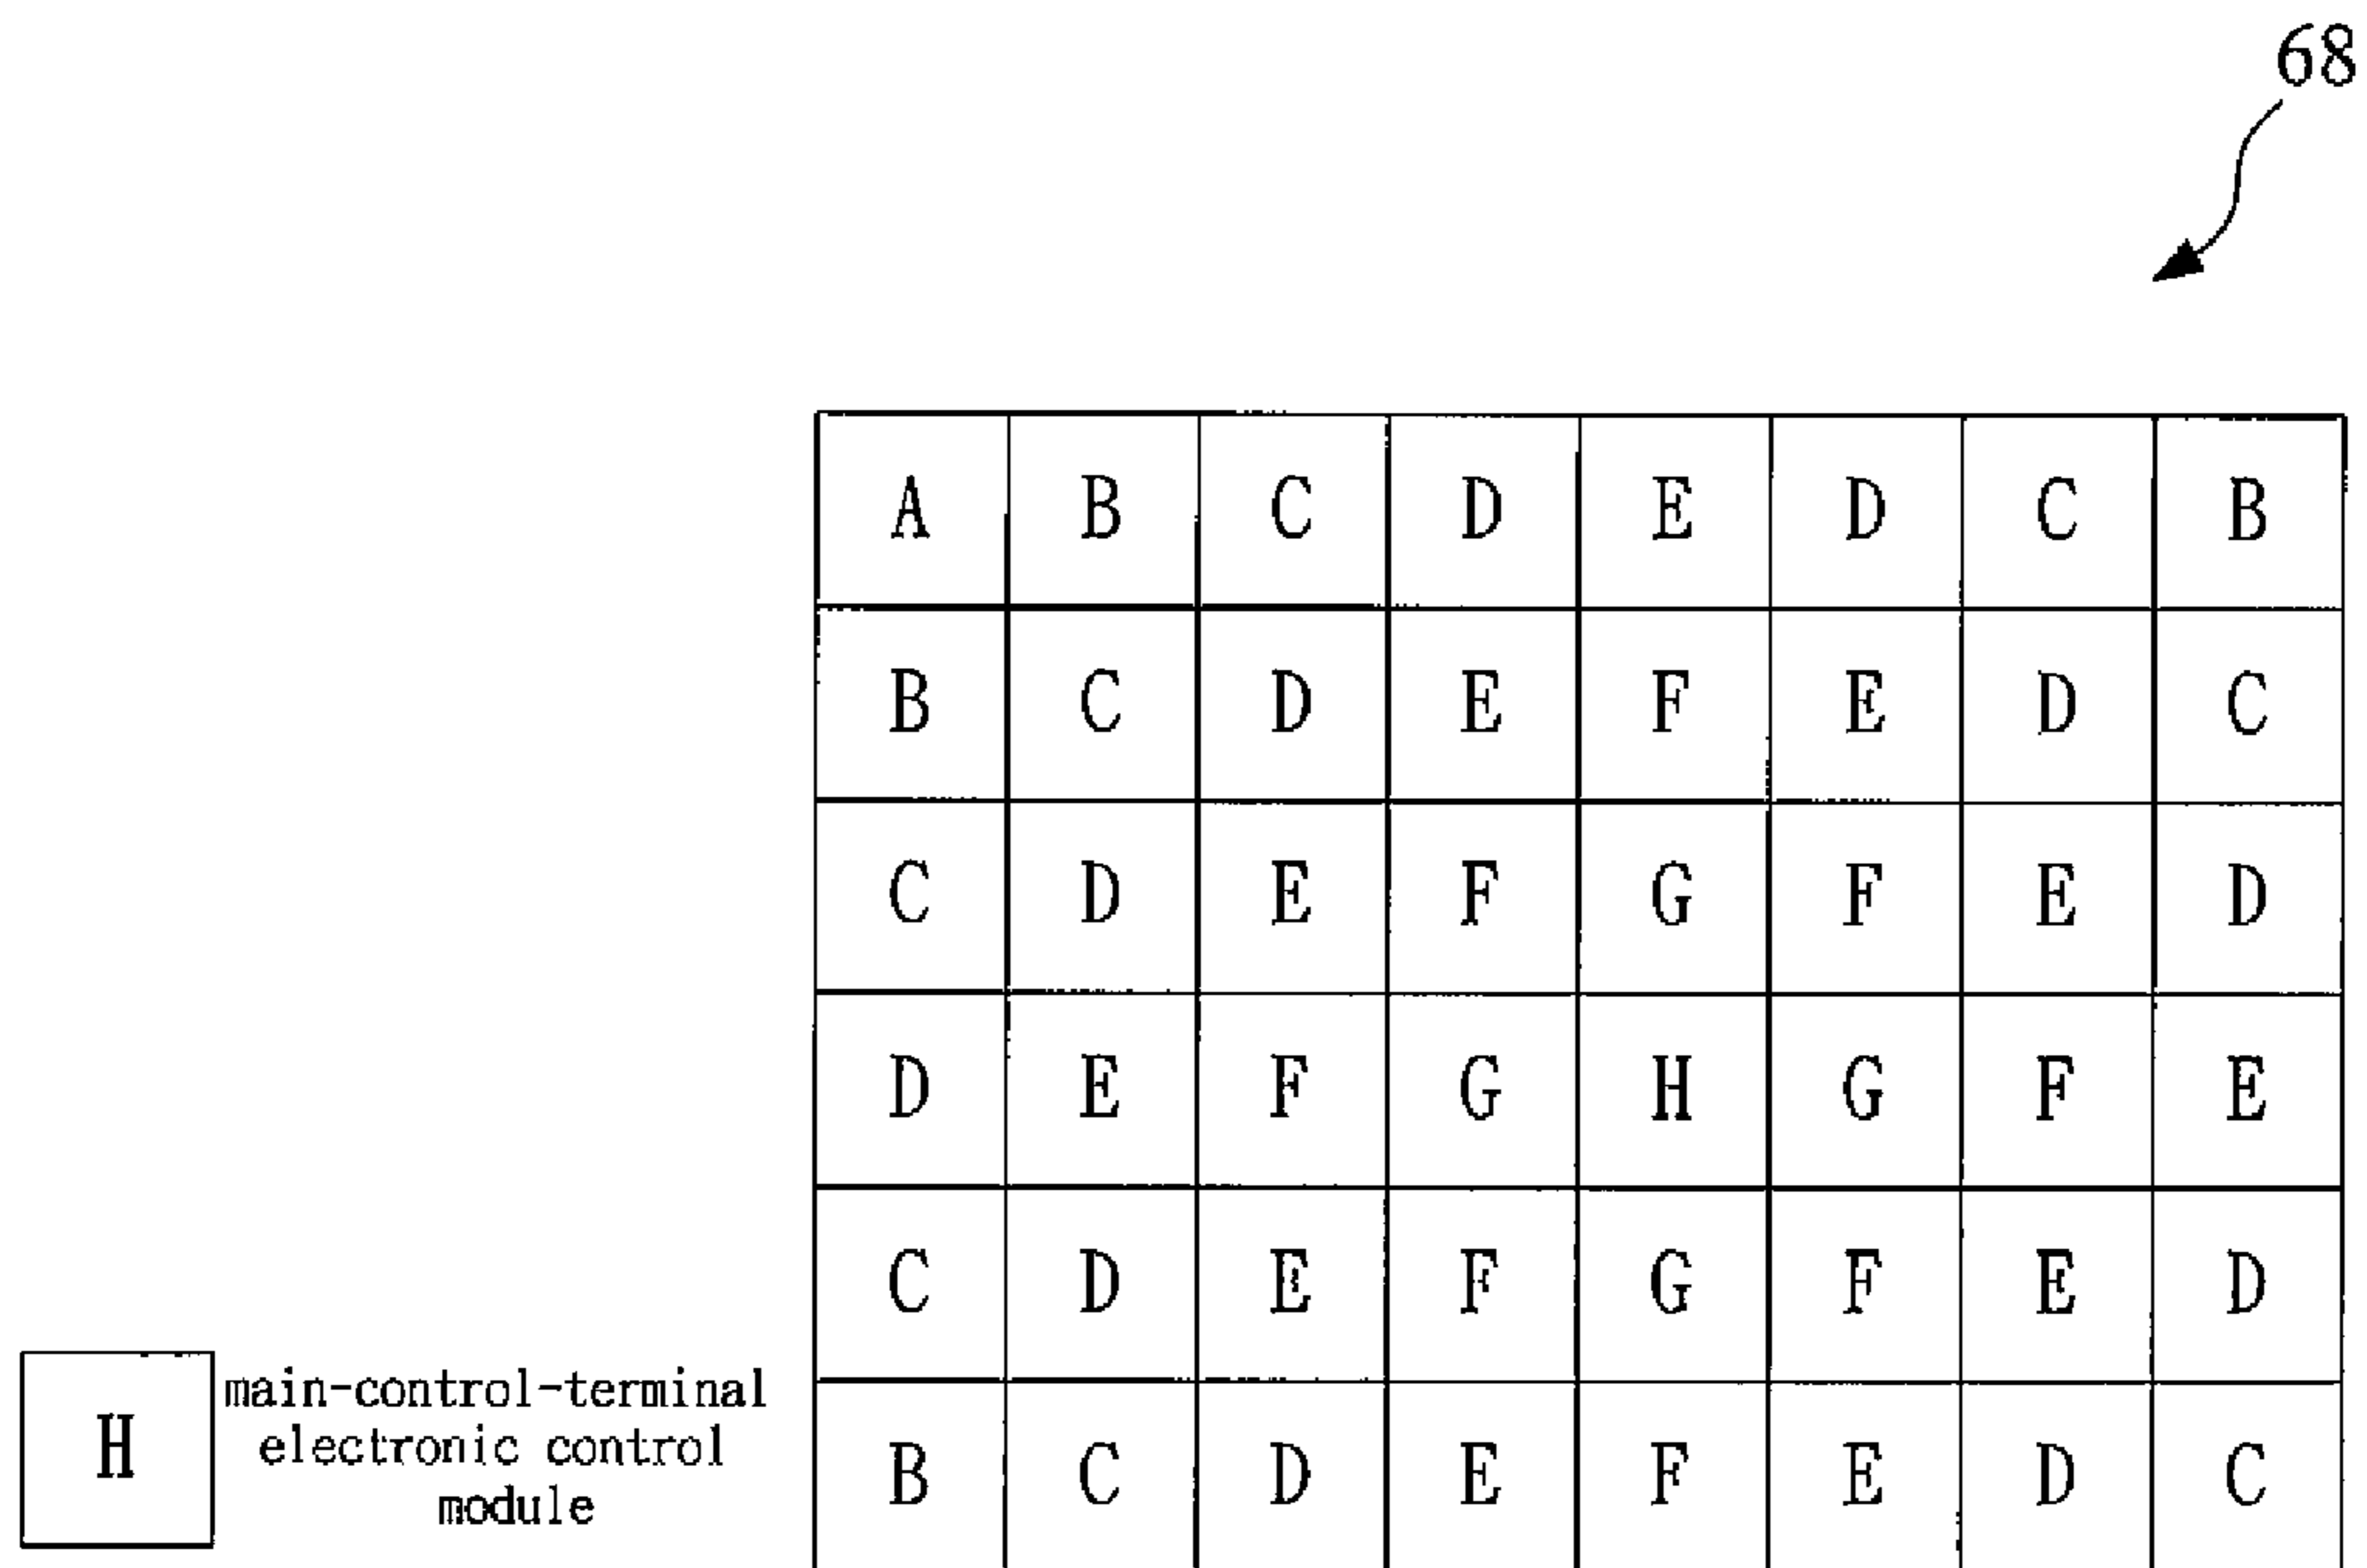 68
A B C D E D C B
B C D E F E D C
C D E F G F E D
D E F G H G F E
C D E F G F E D
B C D E F E D C
H
main-control-terminal
electronic control
module